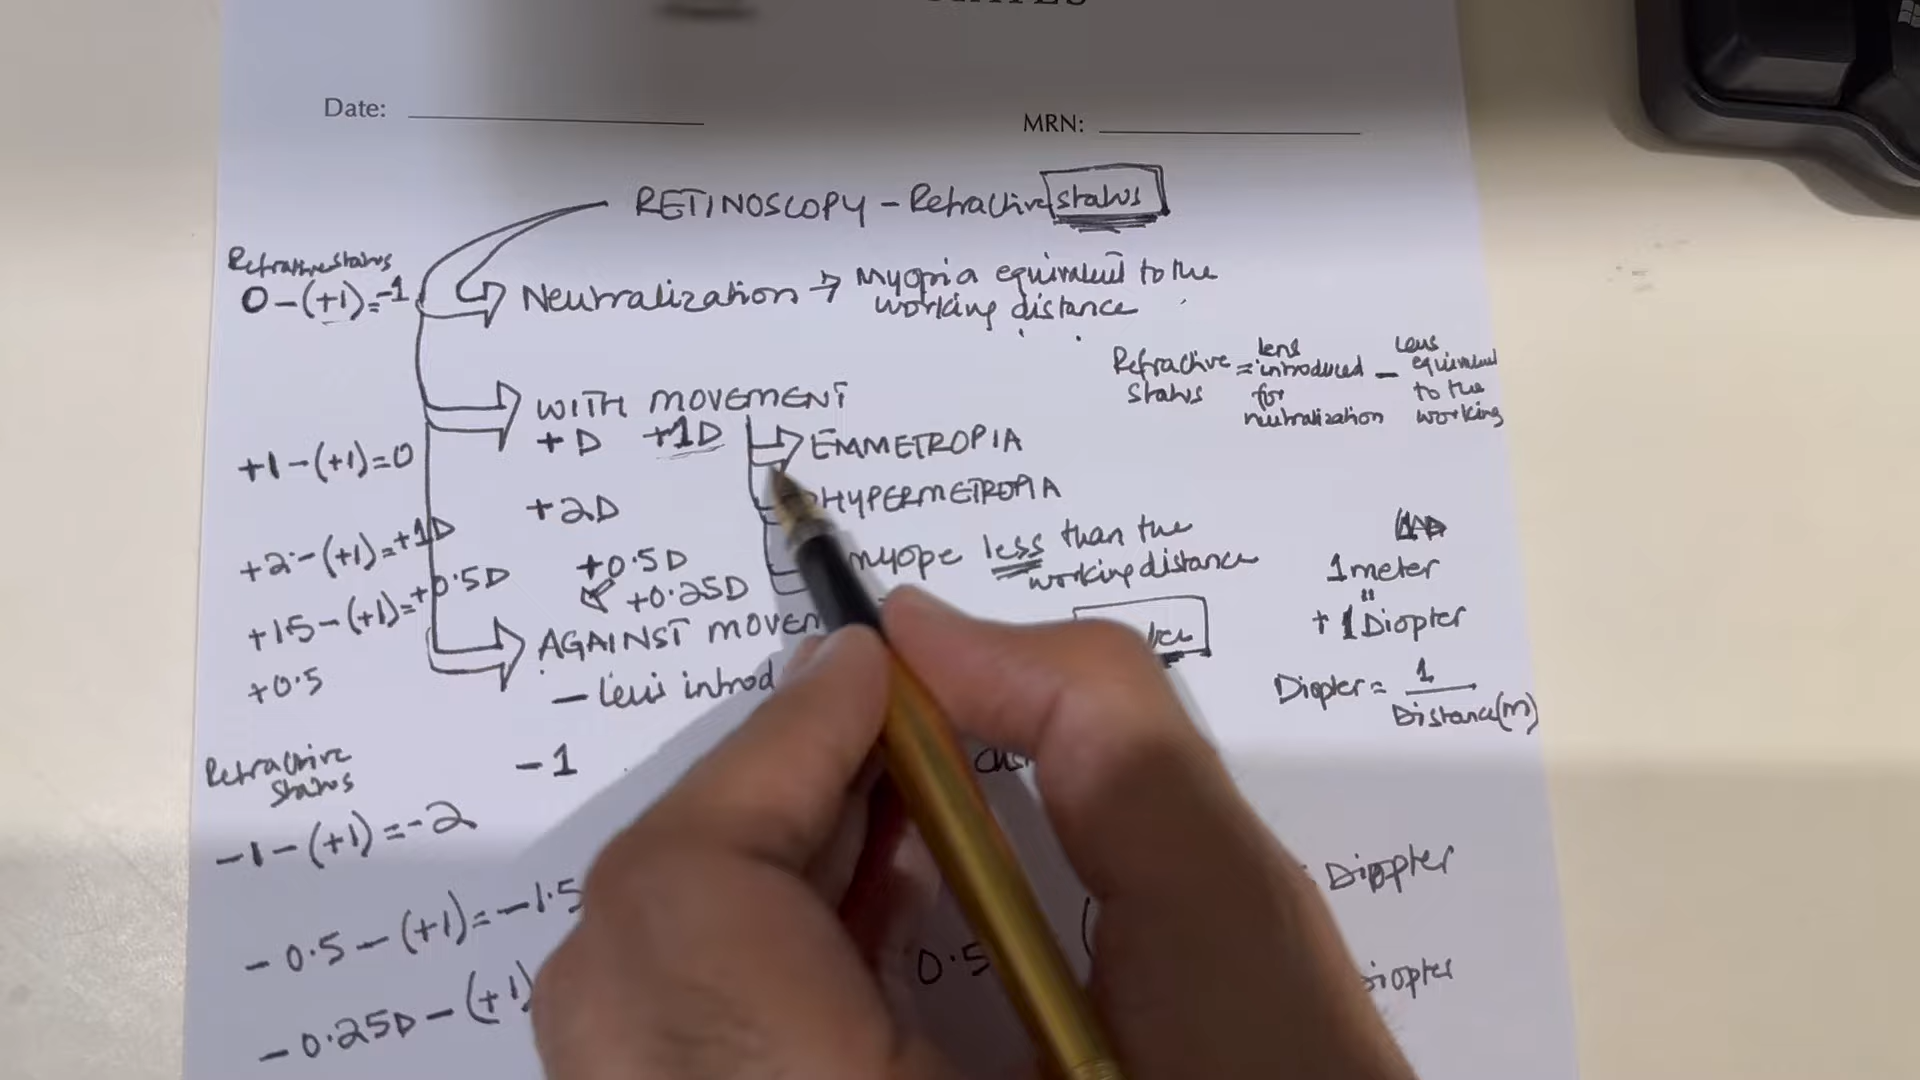 Date:
MRN:
RETINOSCOPY - Refractive status
Refractive status
0 - (+1) = -1
Neutralization → Myopia equivalent to the
working distance
Refractive status = lens introduced for neutralization - Lens equivalent to the working
WITH MOVEMENT
+D +1D
EMMETROPIA
+1 - (+1) = 0
HYPERMETROPIA
+2D
myope less than the
working distance
+2 - (+1) = +1D
+0.5D
+0.25D
1 meter
"
+ 1 Diopter
+1.5 - (+1) = +0.5D
AGAINST MOVEM
+0.5
- lens introd
Diopter = 1
Distance(m)
Refractive
status
-1
-1 - (+1) = -2
Diopter
-0.5 - (+1) = -1.5
0.5
Diopter
-0.25D - (+1)